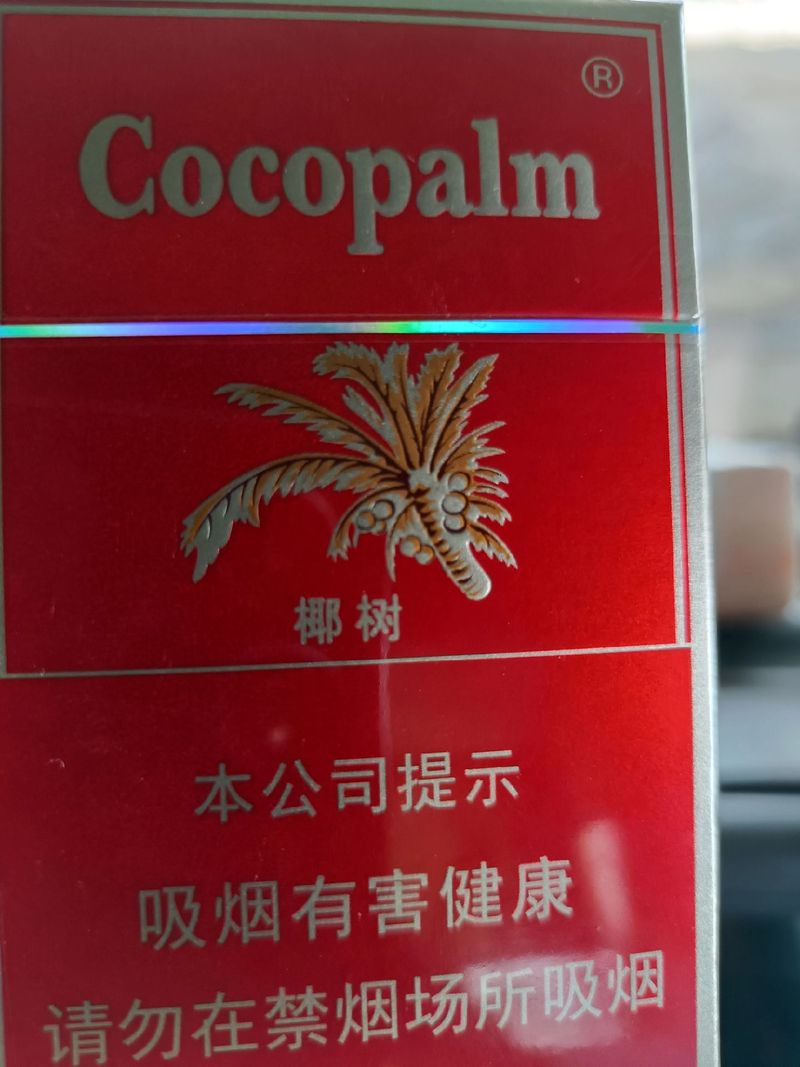 Cocopalm ®
椰树
本公司提示
吸烟有害健康
请勿在禁烟场所吸烟